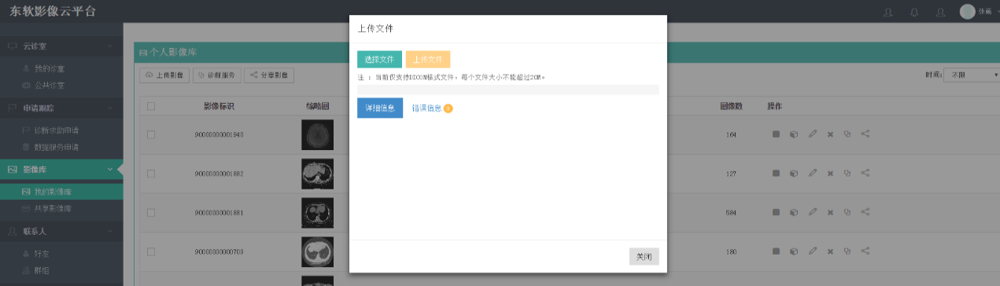 东软影像云平台
张画
云诊室
我的诊室
公共诊室
申请跟踪
诊断求助申请
数据服务申请
影像库
我的影像库
共享影像库
联系人
好友
群组
个人影像库
上传影像 诊断服务 分享影像
时间: 不限
影像标识 缩略图 图像数 操作
90000000001940 164
90000000001882 127
90000000001881 584
90000000000709 180
上传文件
选择文件 上传文件
注 : 当前仅支持DICOM格式文件,每个文件大小不能超过20M。
详细信息 错误信息 0
关闭